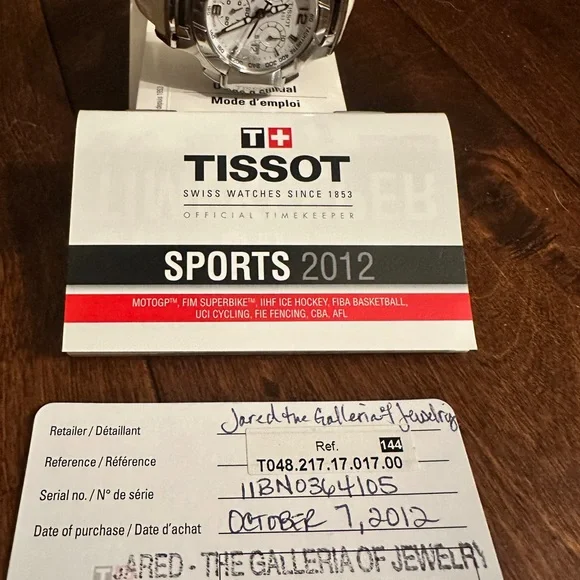 TISSOT
User's manual
Mode d'emploi
T+
TISSOT
SWISS WATCHES SINCE 1853
OFFICIAL TIMEKEEPER
SPORTS 2012
MOTOGP™, FIM SUPERBIKE™, IIHF ICE HOCKEY, FIBA BASKETBALL,
UCI CYCLING, FIE FENCING, CBA, AFL
Retailer / Détaillant Jared the Galleria of Jewelry
Ref. 144
Reference / Référence T048.217.17.017.00
Serial no. / N° de série 11BN0364105
Date of purchase / Date d'achat OCTOBER 7, 2012
JARED - THE GALLERIA OF JEWELRY